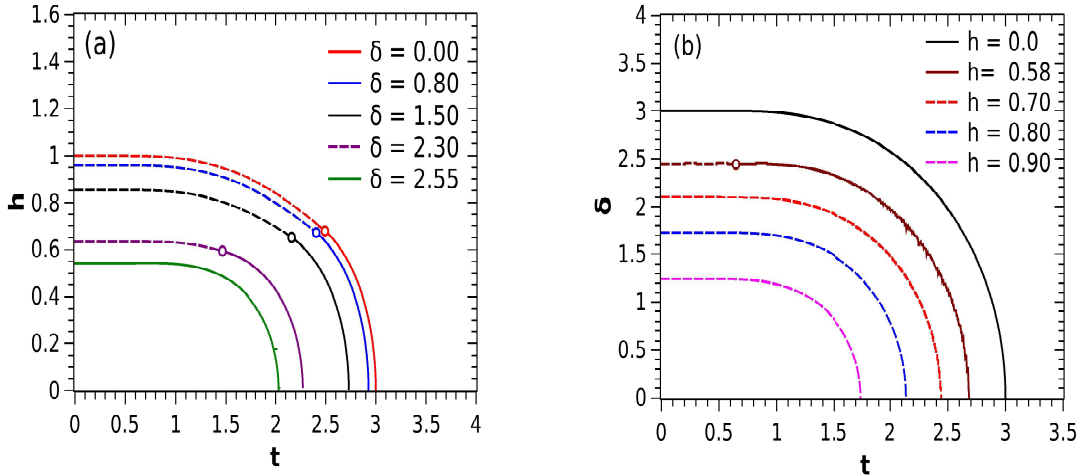 (a)
δ = 0.00
δ = 0.80
δ = 1.50
δ = 2.30
δ = 2.55
1.6
1.4
1.2
1
0.8
0.6
0.4
0.2
0
h
0 0.5 1 1.5 2 2.5 3 3.5 4
t
(b)
h = 0.0
h= 0.58
h = 0.70
h = 0.80
h = 0.90
4
3.5
3
2.5
2
1.5
1
0.5
0
δ
0 0.5 1 1.5 2 2.5 3 3.5
t